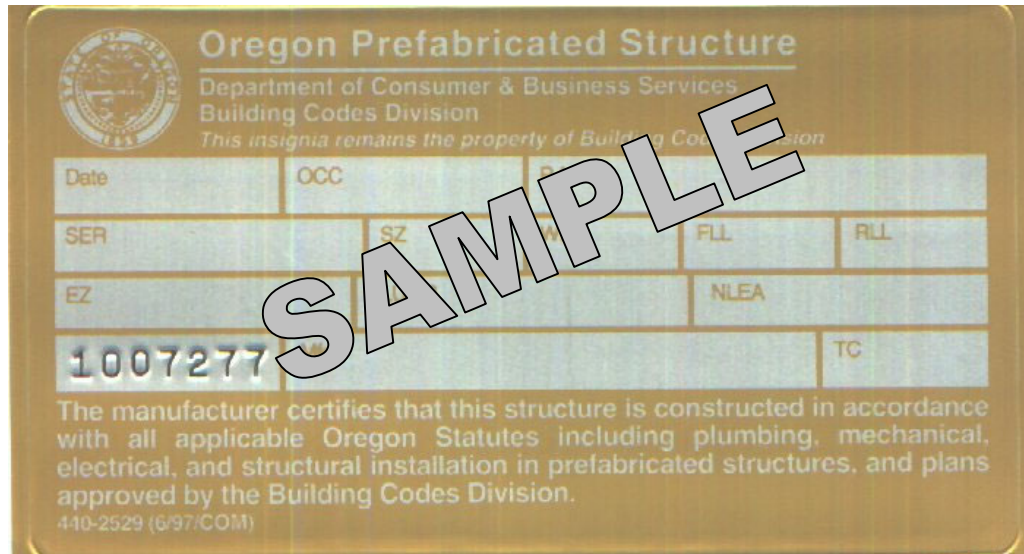 Oregon Prefabricated Structure
Department of Consumer & Business Services
Building Codes Division
This insignia remains the property of Building
Date OCC
SER SZ FLL RLL
EZ NLEA
1007277 TC
SAMPLE
The manufacturer certifies that this structure is constructed in accordance
with all applicable Oregon Statutes including plumbing, mechanical,
electrical, and structural installation in prefabricated structures, and plans
approved by the Building Codes Division.
440-2529 (6/97/COM)